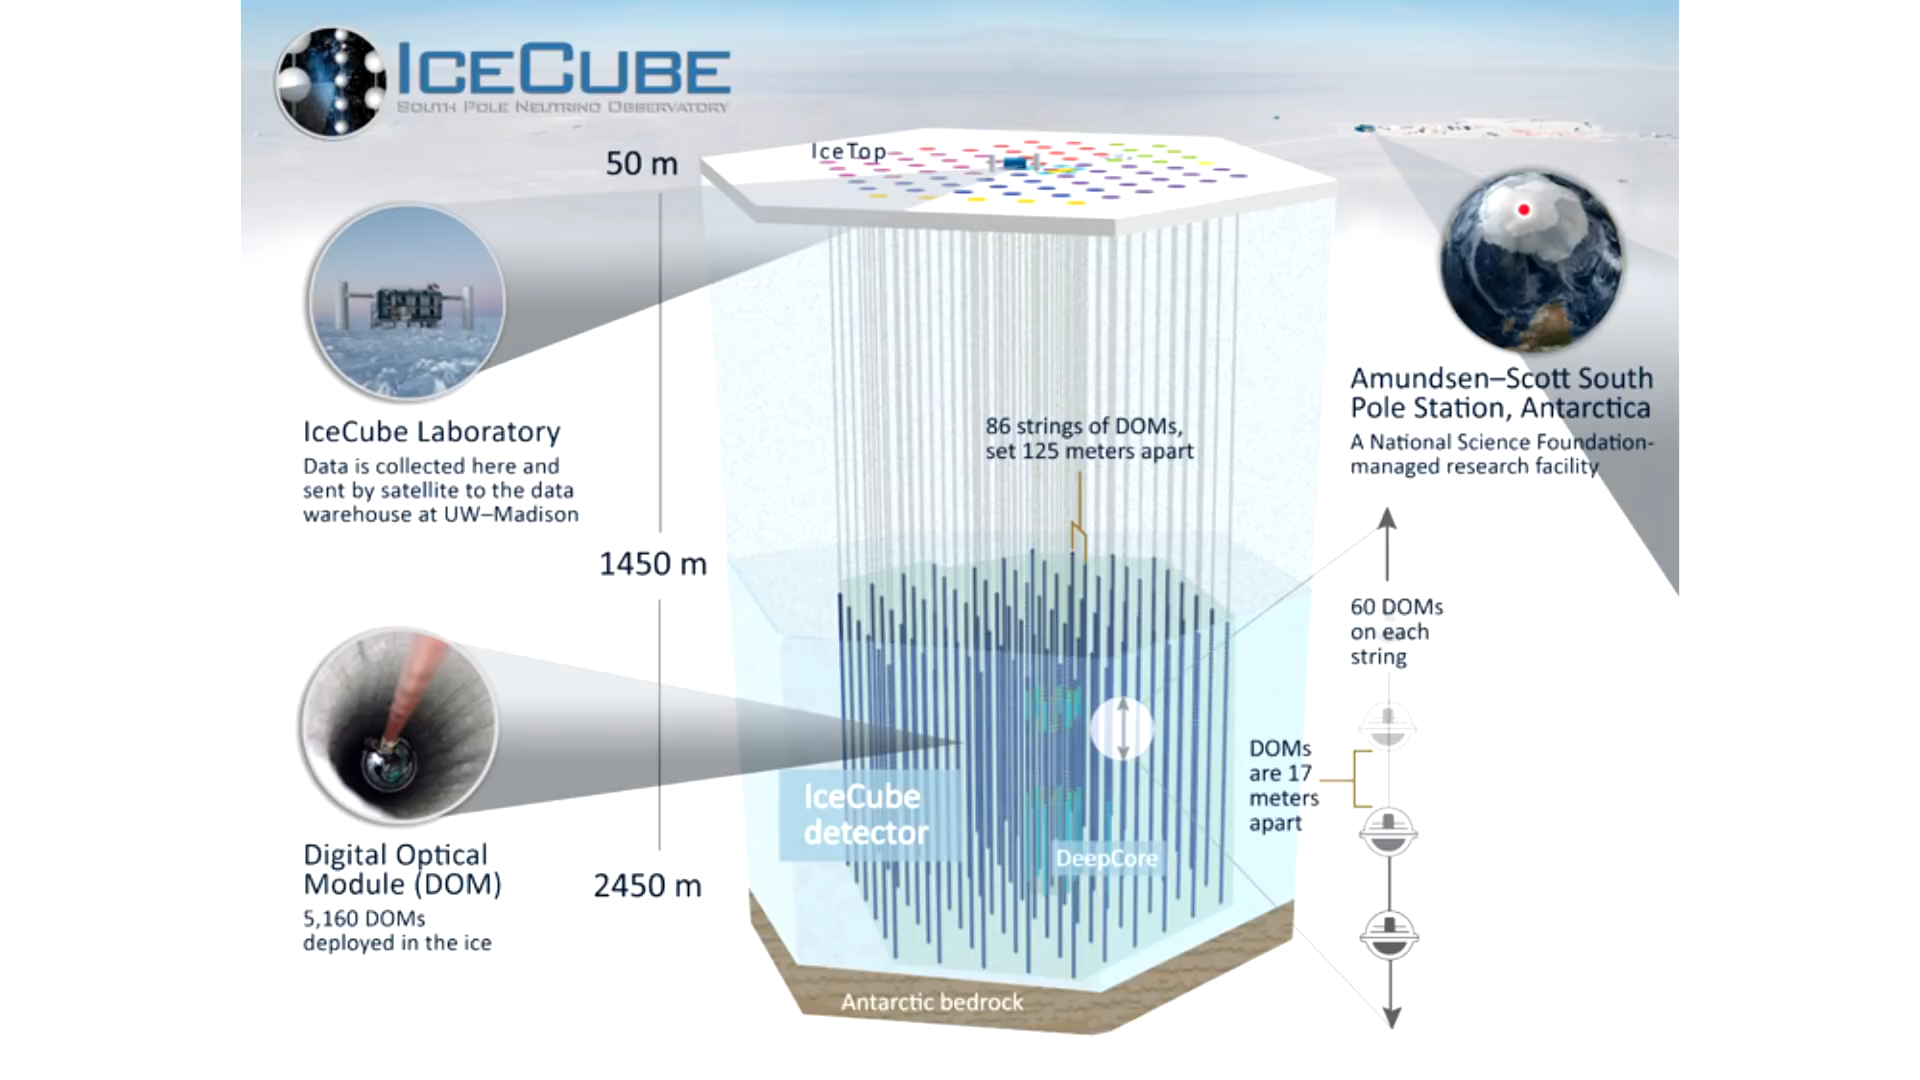 ICECUBE
SOUTH POLE NEUTRINO OBSERVATORY
50 m
IceTop
IceCube Laboratory
Data is collected here and
sent by satellite to the data
warehouse at UW–Madison
86 strings of DOMs,
set 125 meters apart
Amundsen–Scott South
Pole Station, Antarctica
A National Science Foundation-
managed research facility
1450 m
60 DOMs
on each
string
DOMs
are 17
meters
apart
IceCube
detector
DeepCore
Digital Optical
Module (DOM)
5,160 DOMs
deployed in the ice
2450 m
Antarctic bedrock